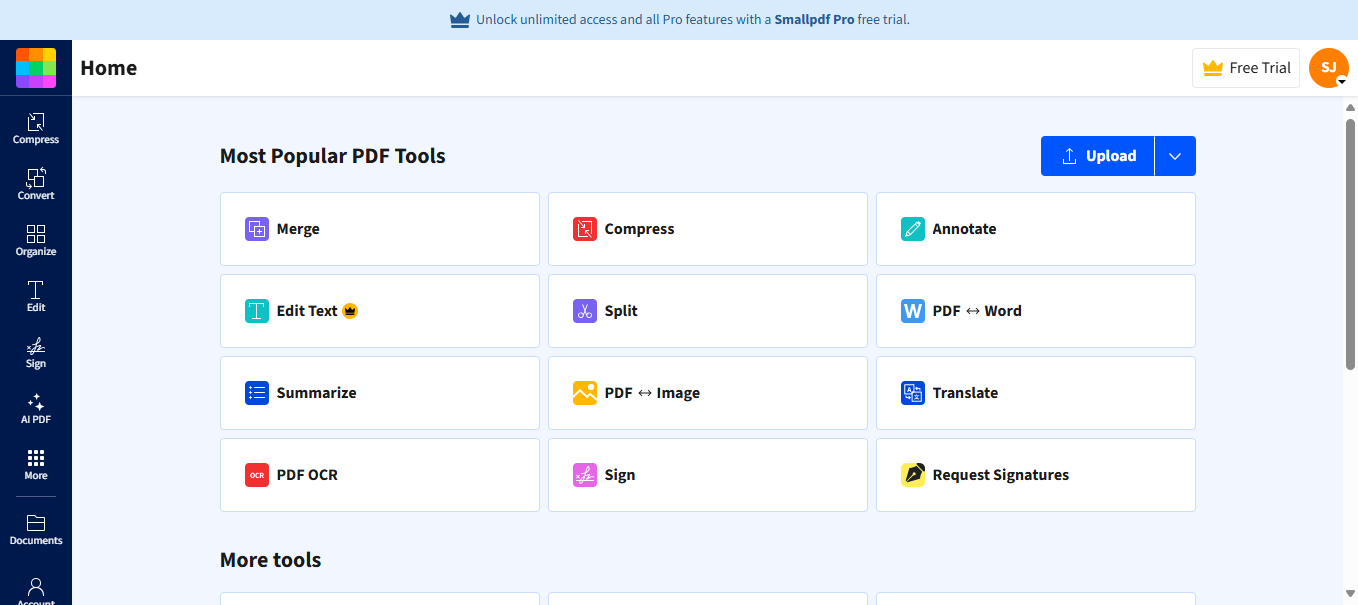 Unlock unlimited access and all Pro features with a Smallpdf Pro free trial.
Home
Free Trial
SJ
Compress
Convert
Organize
Edit
Sign
AI PDF
More
Documents
Account
Most Popular PDF Tools
Upload
Merge
Compress
Annotate
Edit Text
Split
W PDF ↔ Word
Summarize
PDF ↔ Image
Translate
OCR PDF OCR
Sign
Request Signatures
More tools